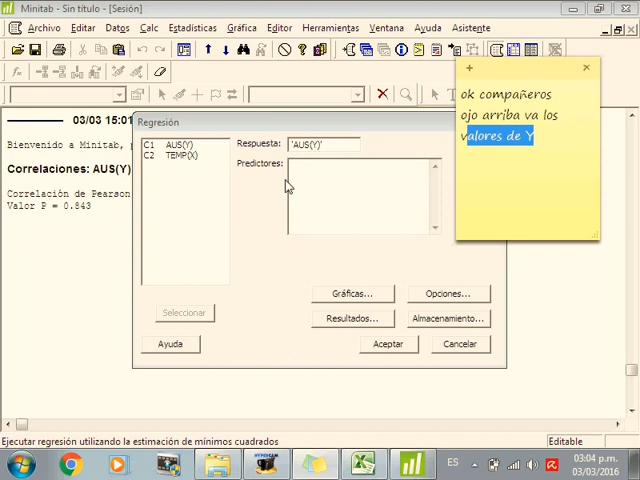 Minitab - Sin título - [Sesión]
Archivo Editar Datos Calc Estadísticas Gráfica Editor Herramientas Ventana Ayuda Asistente
03/03 15:01
Bienvenido a Minitab, p
Correlaciones: AUS(Y)
Correlación de Pearson
Valor P = 0.843
Regresión
C1 AUS(Y)
C2 TEMP(X)
Respuesta: 'AUS(Y)'
Predictores:
Gráficas... Opciones...
Seleccionar
Resultados... Almacenamiento...
Ayuda Aceptar Cancelar
ok compañeros
ojo arriba va los
valores de Y
Ejecutar regresión utilizando la estimación de mínimos cuadrados Editable
ES 03:04 p.m.
03/03/2016